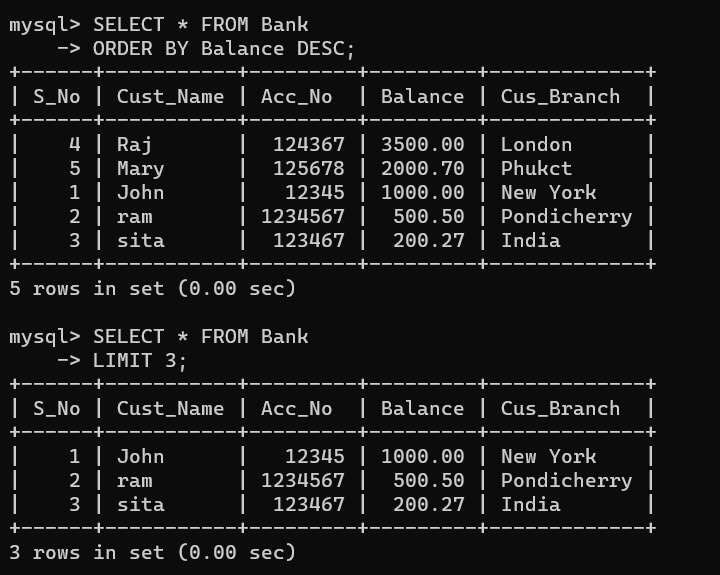 mysql> SELECT * FROM Bank
    -> ORDER BY Balance DESC;
+------+-----------+---------+---------+-------------+
| S_No | Cust_Name | Acc_No  | Balance | Cus_Branch  |
+------+-----------+---------+---------+-------------+
|    4 | Raj       |  124367 | 3500.00 | London      |
|    5 | Mary      |  125678 | 2000.70 | Phukct      |
|    1 | John      |   12345 | 1000.00 | New York    |
|    2 | ram       | 1234567 |  500.50 | Pondicherry |
|    3 | sita      |  123467 |  200.27 | India       |
+------+-----------+---------+---------+-------------+
5 rows in set (0.00 sec)

mysql> SELECT * FROM Bank
    -> LIMIT 3;
+------+-----------+---------+---------+-------------+
| S_No | Cust_Name | Acc_No  | Balance | Cus_Branch  |
+------+-----------+---------+---------+-------------+
|    1 | John      |   12345 | 1000.00 | New York    |
|    2 | ram       | 1234567 |  500.50 | Pondicherry |
|    3 | sita      |  123467 |  200.27 | India       |
+------+-----------+---------+---------+-------------+
3 rows in set (0.00 sec)